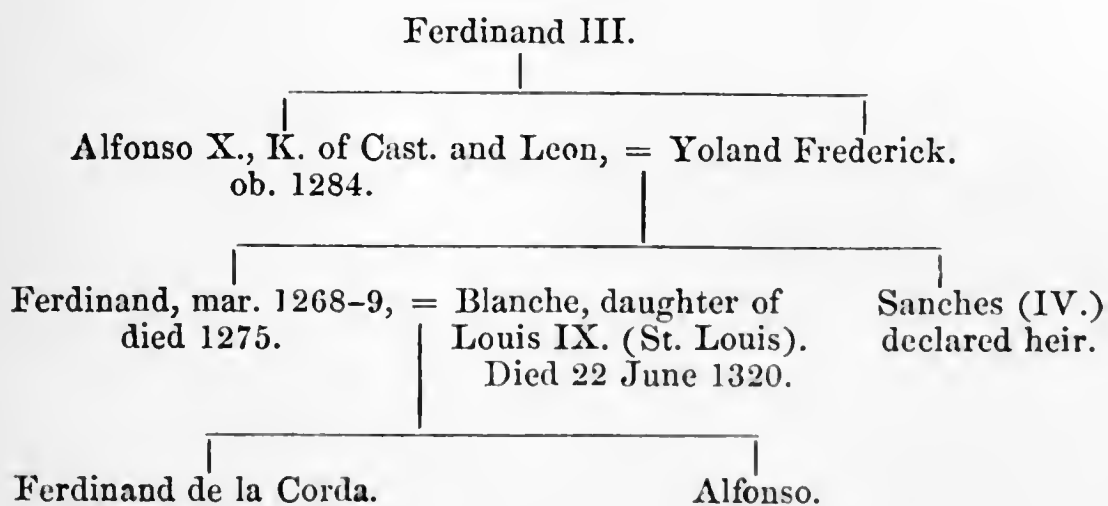 Ferdinand III.
Alfonso X., K. of Cast. and Leon, = Yoland Frederick.
ob. 1284.
Ferdinand, mar. 1268-9, = Blanche, daughter of Sanches (IV.)
died 1275. Louis IX. (St. Louis). declared heir.
Died 22 June 1320.
Ferdinand de la Corda. Alfonso.